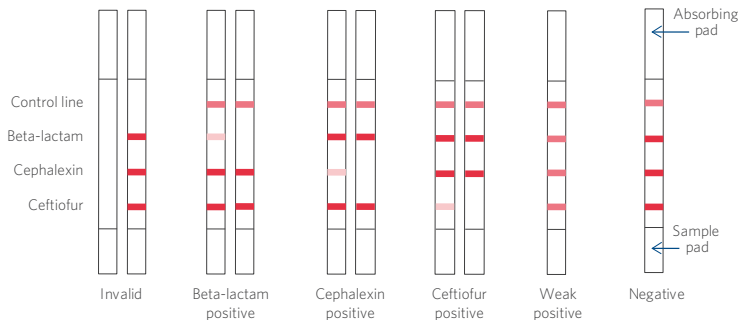 Absorbing
pad
Control line
Beta-lactam
Cephalexin
Ceftiofur
Sample
pad
Invalid
Beta-lactam
positive
Cephalexin
positive
Ceftiofur
positive
Weak
positive
Negative